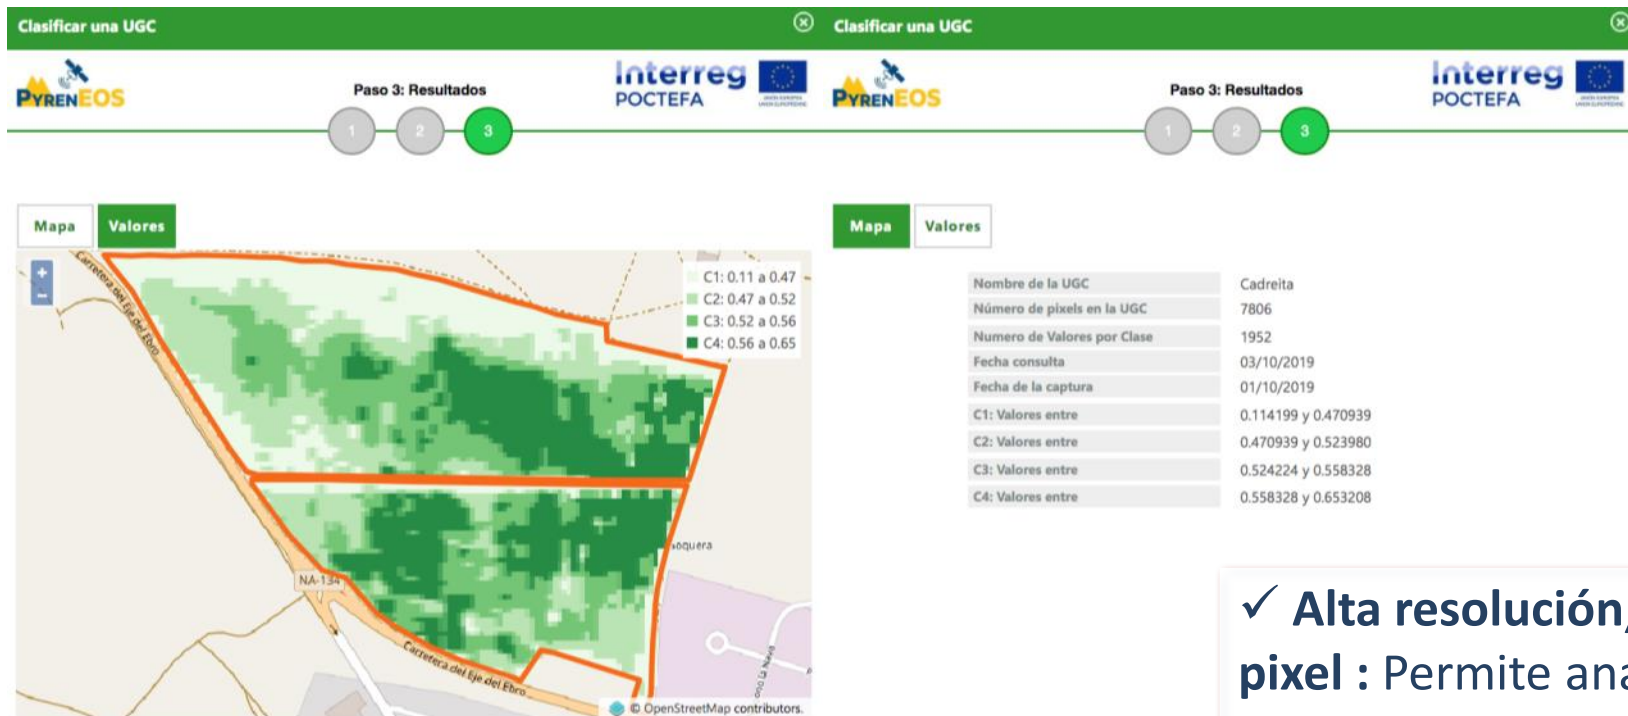 Clasificar una UGC
PYRENEOS
Paso 3: Resultados
Interreg
POCTEFA
1 2 3
Mapa Valores
+
-
Carretera del Eje del Ebro
C1: 0.11 a 0.47
C2: 0.47 a 0.52
C3: 0.52 a 0.56
C4: 0.56 a 0.65
oquera
NA-134
Carretera del Eje del Ebro
© OpenStreetMap contributors.
Clasificar una UGC
PYRENEOS
Paso 3: Resultados
Interreg
POCTEFA
1 2 3
Mapa Valores
Nombre de la UGC Cadreita
Número de pixels en la UGC 7806
Numero de Valores por Clase 1952
Fecha consulta 03/10/2019
Fecha de la captura 01/10/2019
C1: Valores entre 0.114199 y 0.470939
C2: Valores entre 0.470939 y 0.523980
C3: Valores entre 0.524224 y 0.558328
C4: Valores entre 0.558328 y 0.653208
✓ Alta resolución,
pixel : Permite ana